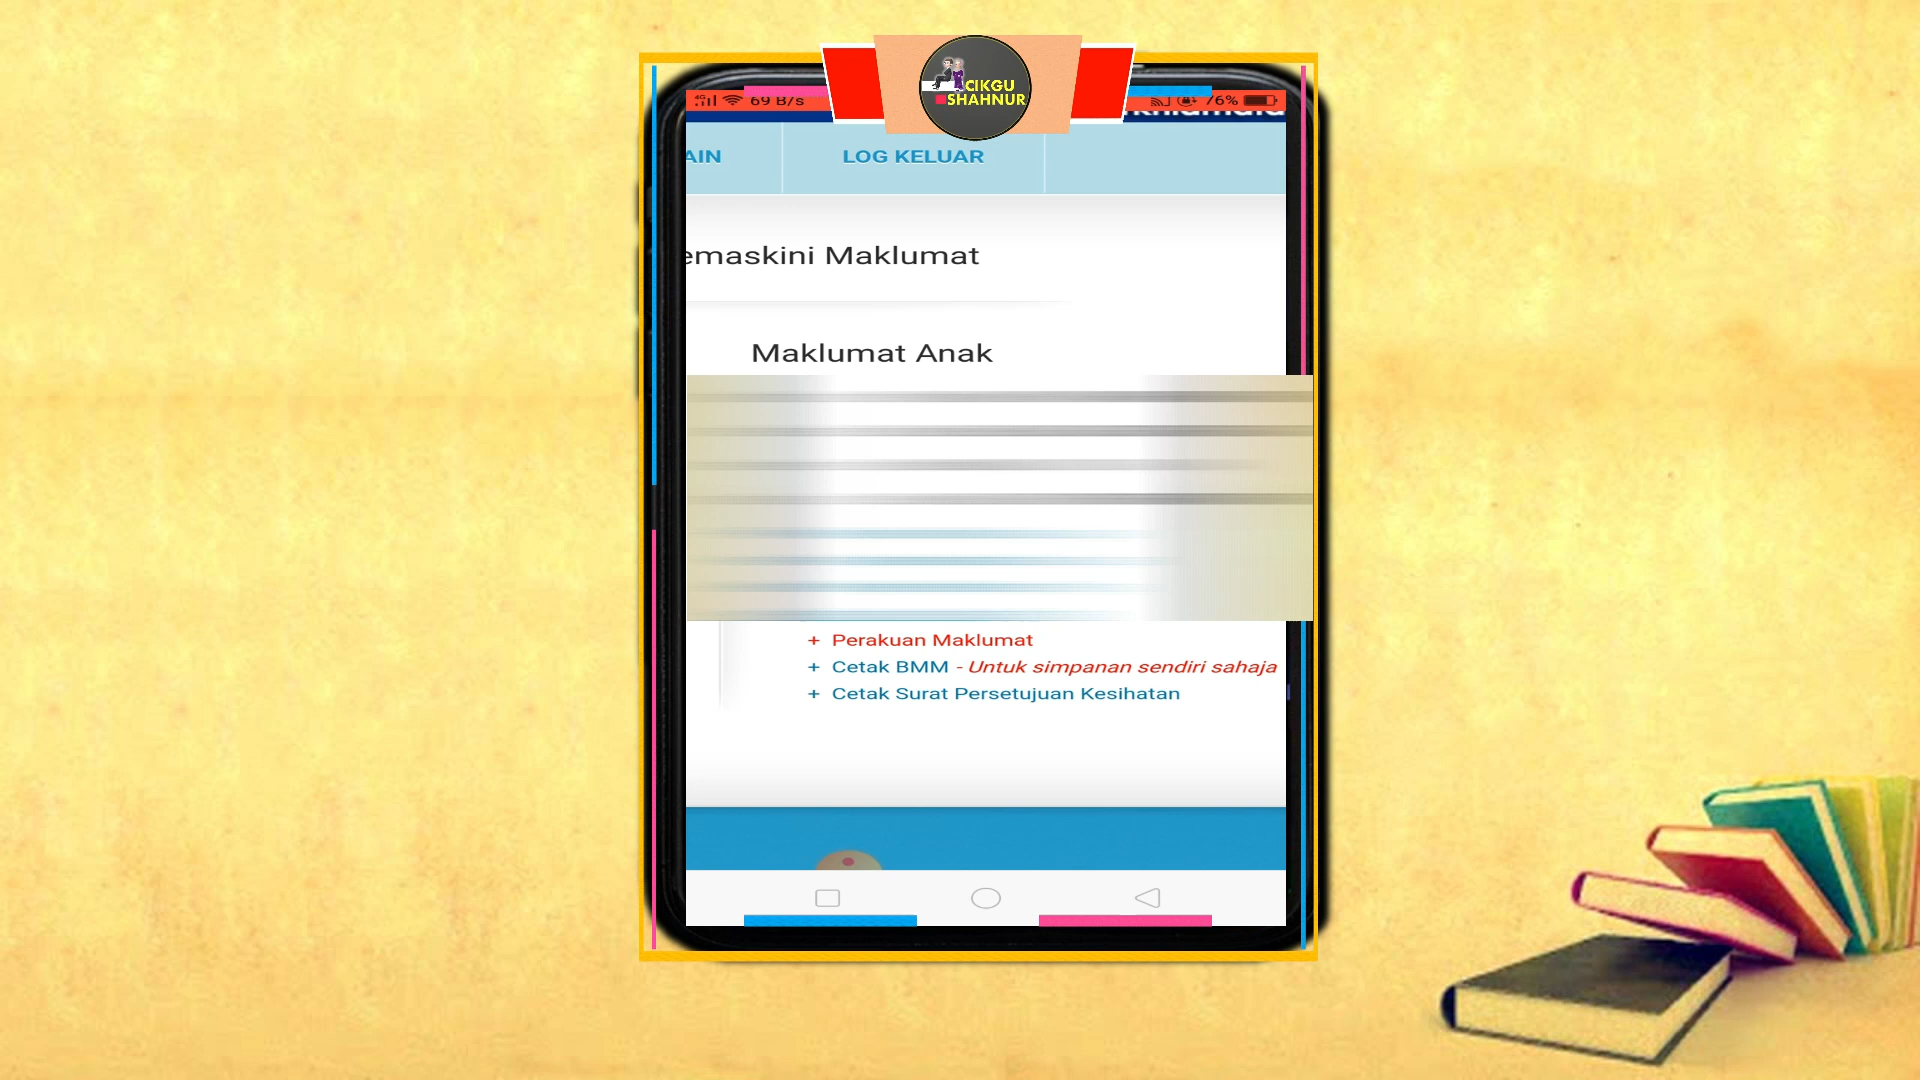 CIKGU
SHAHNUR
4G 69 B/s
76%
AIN
LOG KELUAR
emaskini Maklumat
Maklumat Anak
+ Perakuan Maklumat
+ Cetak BMM - Untuk simpanan sendiri sahaja
+ Cetak Surat Persetujuan Kesihatan